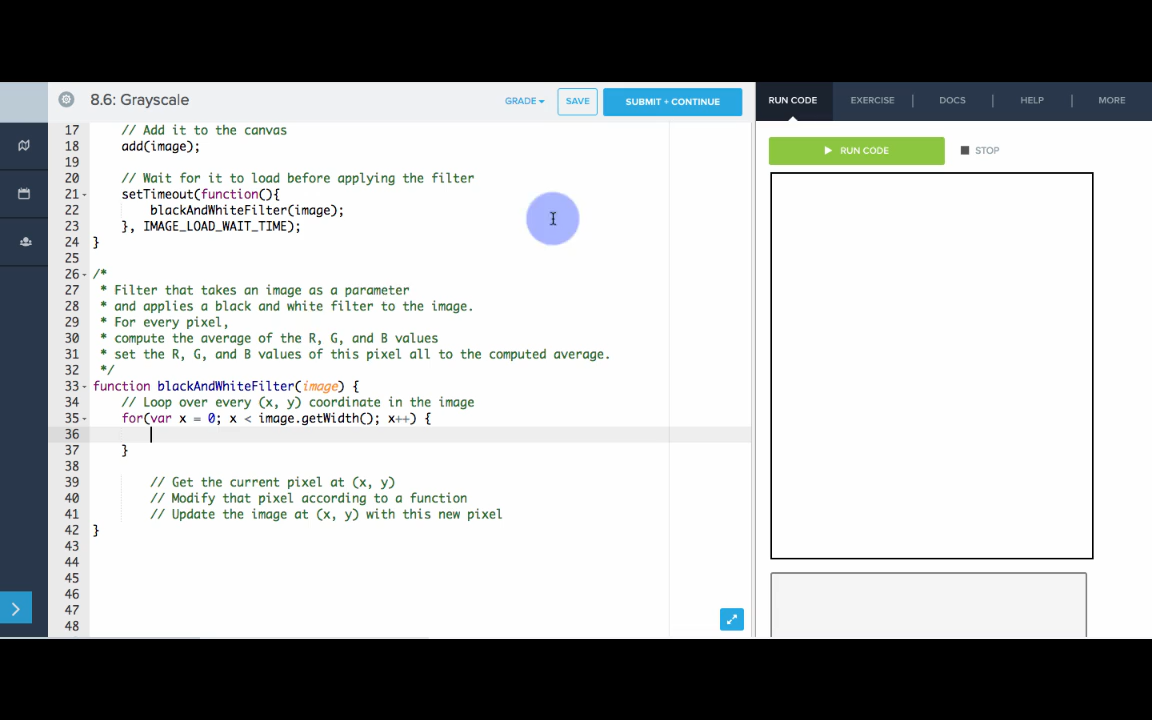 8.6: Grayscale
GRADE
SAVE
SUBMIT + CONTINUE
RUN CODE
EXERCISE
DOCS
HELP
MORE
RUN CODE
STOP
17 // Add it to the canvas
18 add(image);
19
20 // Wait for it to load before applying the filter
21 setTimeout(function(){
22 blackAndWhiteFilter(image);
23 }, IMAGE_LOAD_WAIT_TIME);
24 }
25
26 /*
27 * Filter that takes an image as a parameter
28 * and applies a black and white filter to the image.
29 * For every pixel,
30 * compute the average of the R, G, and B values
31 * set the R, G, and B values of this pixel all to the computed average.
32 */
33 function blackAndWhiteFilter(image) {
34 // Loop over every (x, y) coordinate in the image
35 for(var x = 0; x < image.getWidth(); x++) {
36
37 }
38
39 // Get the current pixel at (x, y)
40 // Modify that pixel according to a function
41 // Update the image at (x, y) with this new pixel
42 }
43
44
45
46
47
48